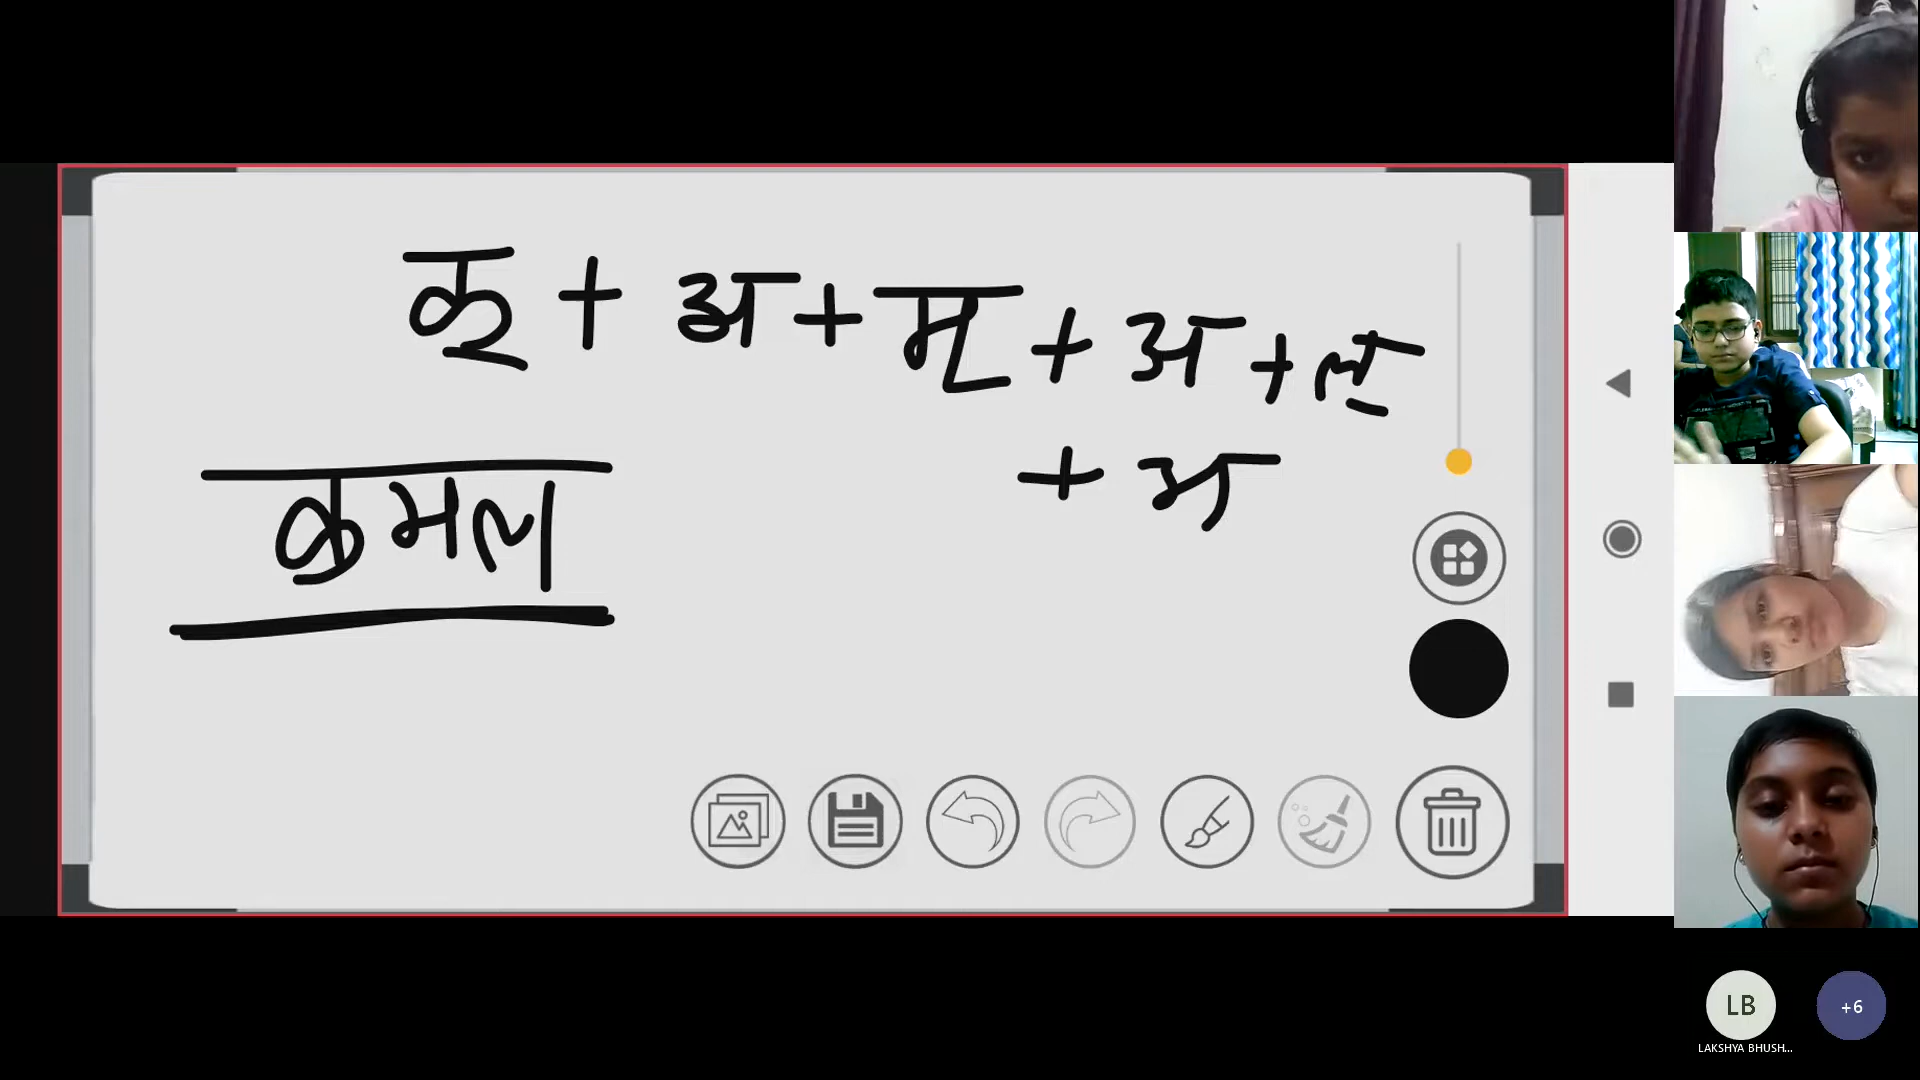 क् + अ + म् + अ + ल्
+ अ
कमल
LB
+6
LAKSHYA BHUSH...